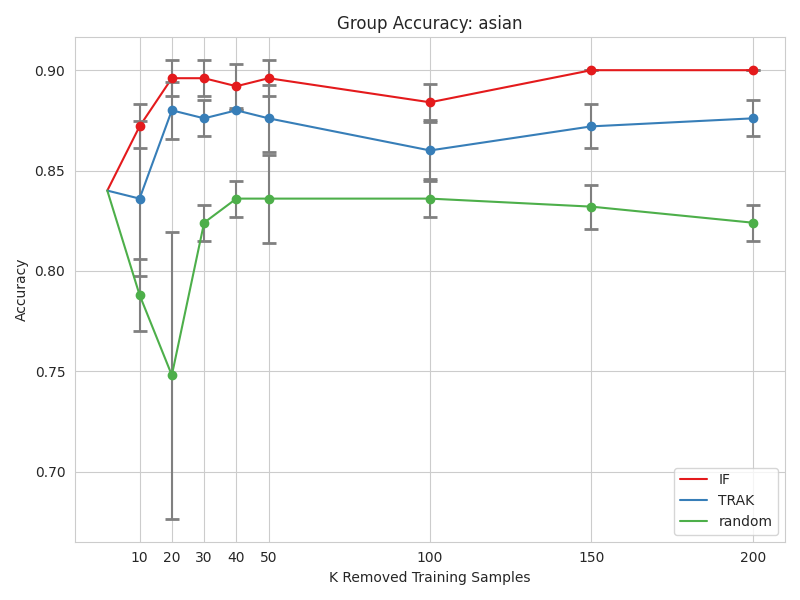 Group Accuracy: asian
Accuracy
0.90
0.85
0.80
0.75
0.70
IF
TRAK
random
10 20 30 40 50 100 150 200
K Removed Training Samples